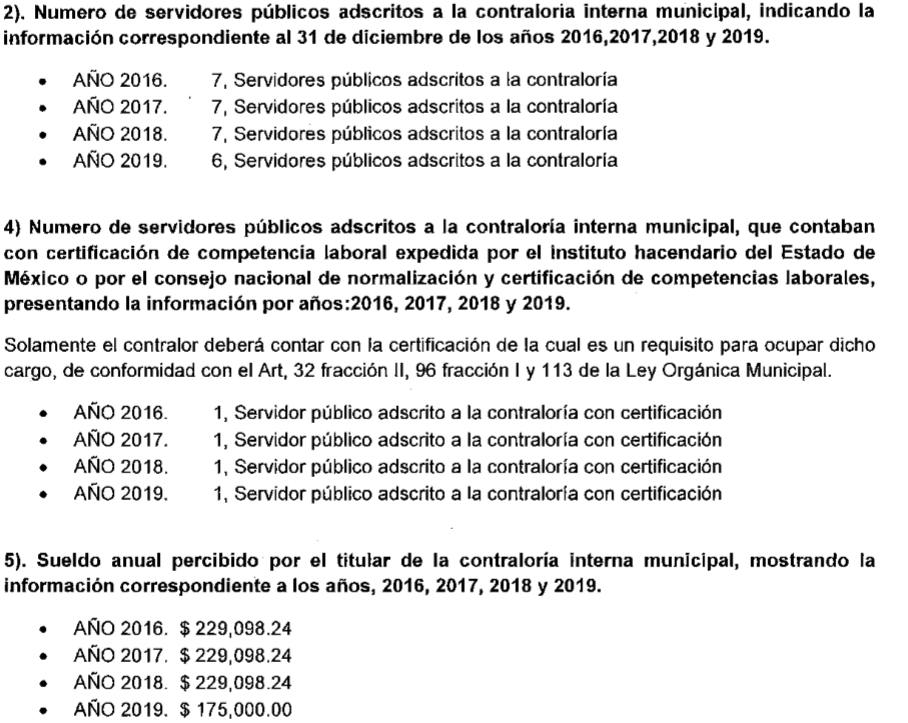 2). Numero de servidores públicos adscritos a la contraloria interna municipal, indicando la
información correspondiente al 31 de diciembre de los años 2016,2017,2018 y 2019.
• AÑO 2016. 7, Servidores públicos adscritos a la contraloría
• AÑO 2017. 7, Servidores públicos adscritos a la contraloría
• AÑO 2018. 7, Servidores públicos adscritos a la contraloría
• AÑO 2019. 6, Servidores públicos adscritos a la contraloría
4) Numero de servidores públicos adscritos a la contraloría interna municipal, que contaban
con certificación de competencia laboral expedida por el instituto hacendario del Estado de
México o por el consejo nacional de normalización y certificación de competencias laborales,
presentando la información por años:2016, 2017, 2018 y 2019.
Solamente el contralor deberá contar con la certificación de la cual es un requisito para ocupar dicho
cargo, de conformidad con el Art, 32 fracción II, 96 fracción I y 113 de la Ley Orgánica Municipal.
• AÑO 2016. 1, Servidor público adscrito a la contraloría con certificación
• AÑO 2017. 1, Servidor público adscrito a la contraloría con certificación
• AÑO 2018. 1, Servidor público adscrito a la contraloría con certificación
• AÑO 2019. 1, Servidor público adscrito a la contraloría con certificación
5). Sueldo anual percibido por el titular de la contraloría interna municipal, mostrando la
información correspondiente a los años, 2016, 2017, 2018 y 2019.
• AÑO 2016. $ 229,098.24
• AÑO 2017. $ 229,098.24
• AÑO 2018. $ 229,098.24
• AÑO 2019. $ 175,000.00